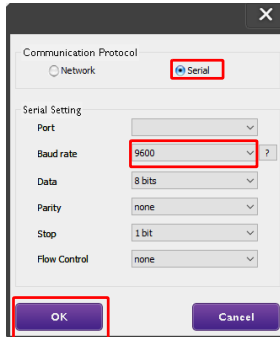 Communication Protocol
Network Serial
Serial Setting
Port
Baud rate 9600 ?
Data 8 bits
Parity none
Stop 1 bit
Flow Control none
OK Cancel